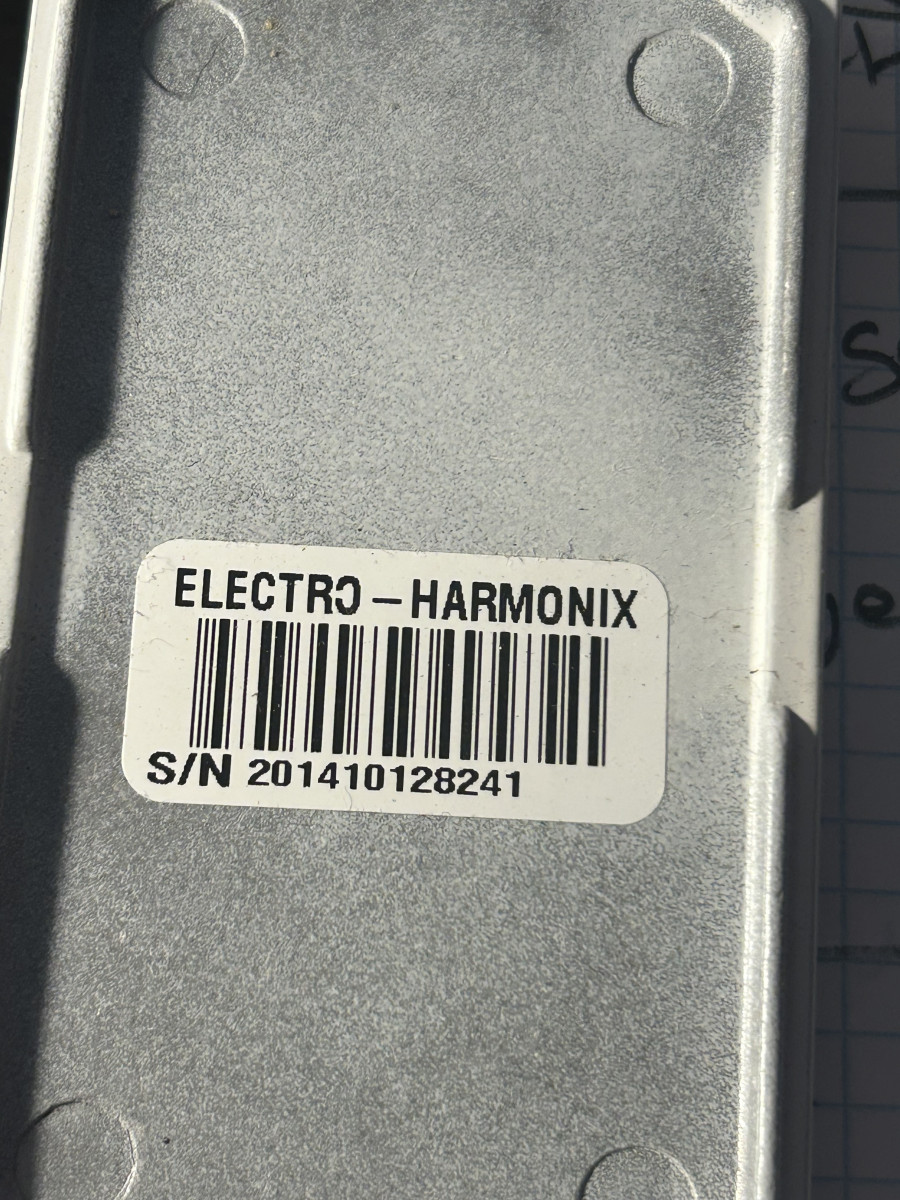 ELECTRO – HARMONIX
S/N 201410128241